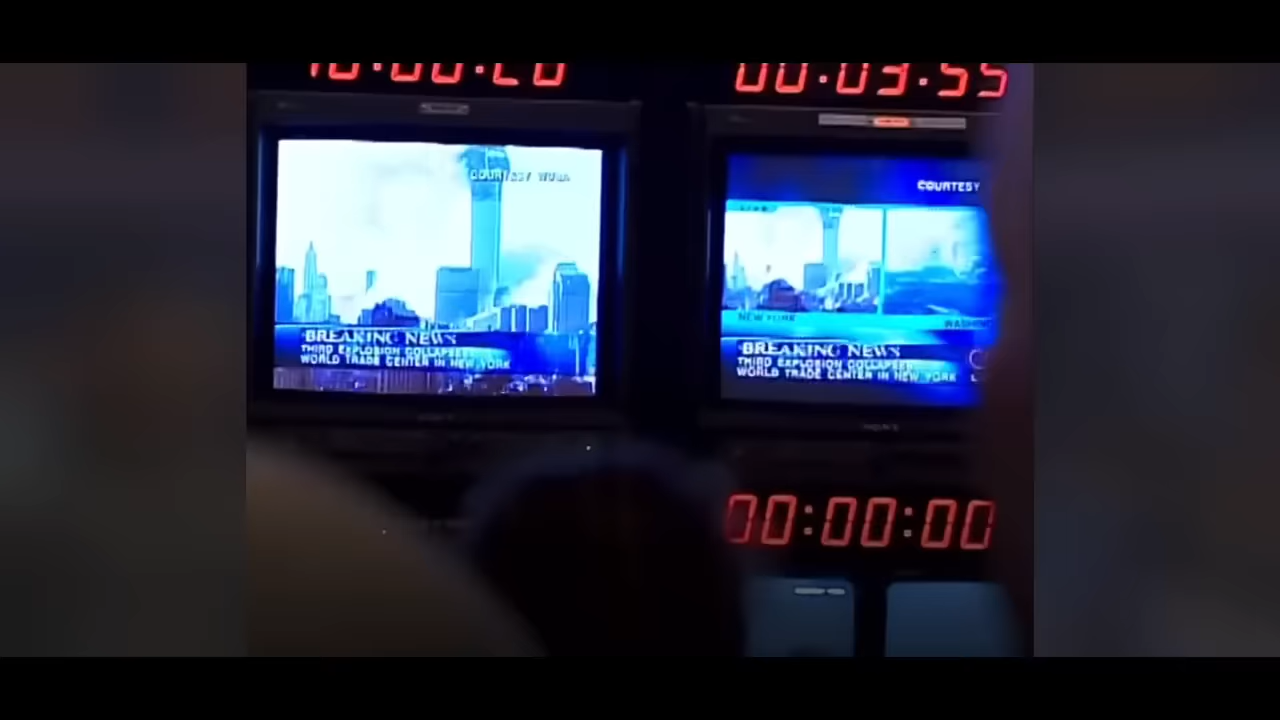 00:03:55
COURTESY WUSA
COURTESY
BREAKING NEWS
THIRD EXPLOSION COLLAPSES
WORLD TRADE CENTER IN NEW YORK
NEW YORK
BREAKING NEWS
THIRD EXPLOSION COLLAPSES
WORLD TRADE CENTER IN NEW YORK
00:00:00